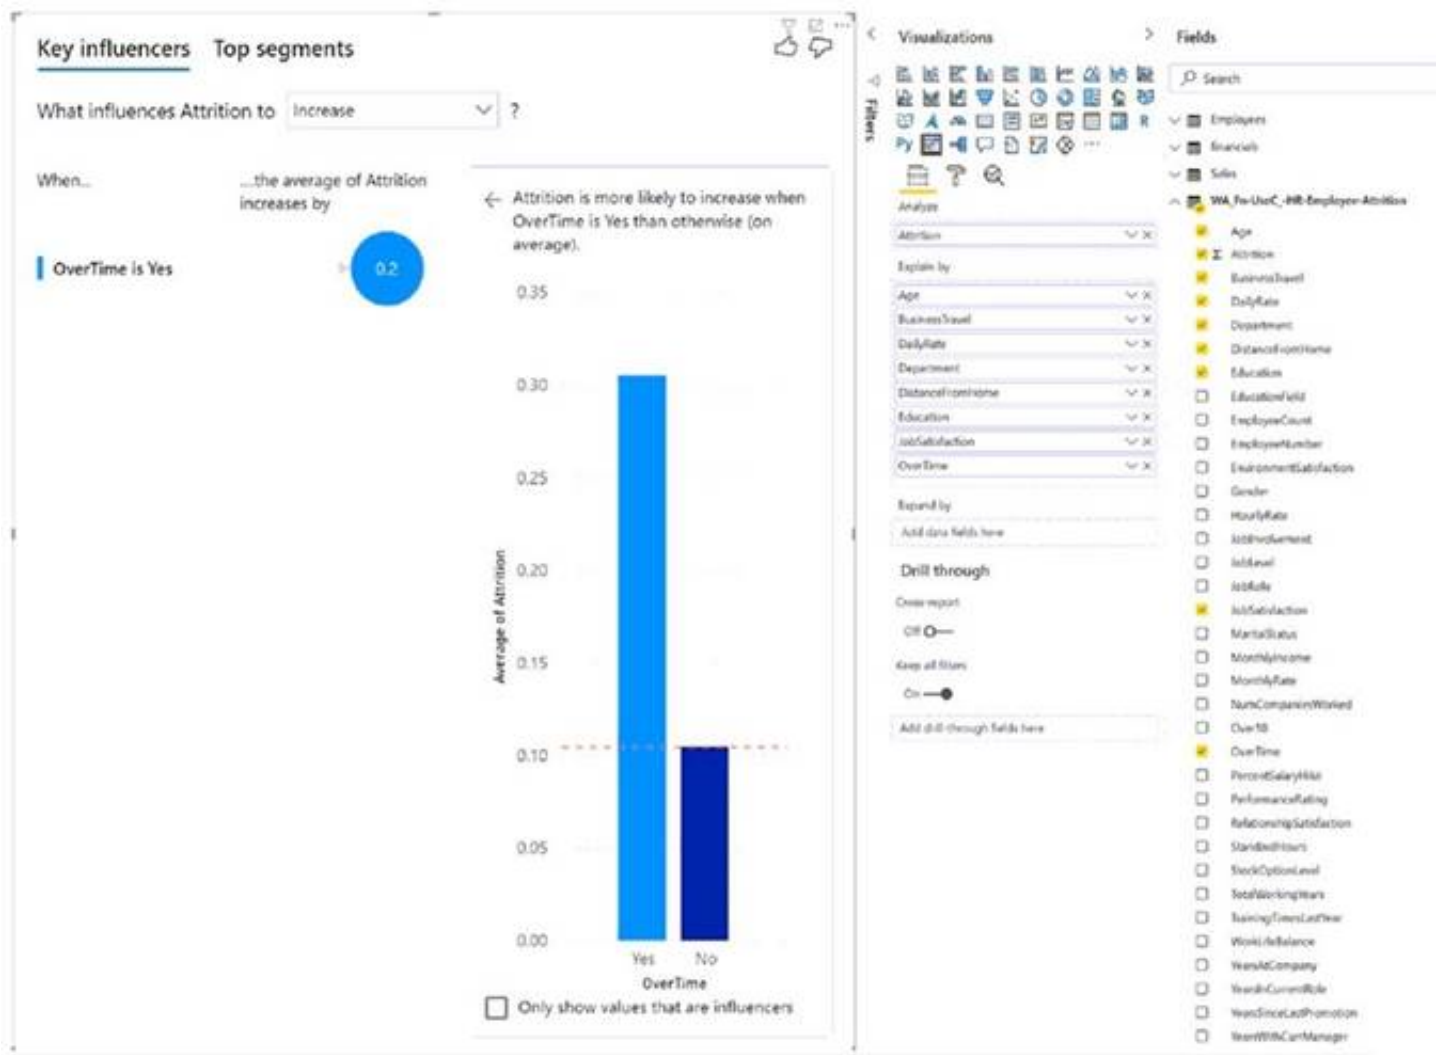 Key influencers Top segments
What influences Attrition to Increase ?
When...
...the average of Attrition
increases by
OverTime is Yes
0.2
Attrition is more likely to increase when
OverTime is Yes than otherwise (on
average).
0.35
0.30
0.25
0.20
0.15
0.10
0.05
0.00
Average of Attrition
Yes No
OverTime
Only show values that are influencers
Filters
Visualizations
R
Py
Analyze
Attrition
Explain by
Age
BusinessTravel
DailyRate
Department
DistanceFromHome
Education
JobSatisfaction
OverTime
Expand by
Add data fields here
Drill through
Cross-report
Off
Keep all filters
On
Add drill-through fields here
Fields
Search
Employees
financials
Sales
WA_Fn-UseC_-HR-Employee-Attrition
Age
Attrition
BusinessTravel
DailyRate
Department
DistanceFromHome
Education
EducationField
EmployeeCount
EmployeeNumber
EnvironmentSatisfaction
Gender
HourlyRate
JobInvolvement
JobLevel
JobRole
JobSatisfaction
MaritalStatus
MonthlyIncome
MonthlyRate
NumCompaniesWorked
Over18
OverTime
PercentSalaryHike
PerformanceRating
RelationshipSatisfaction
StandardHours
StockOptionLevel
TotalWorkingYears
TrainingTimesLastYear
WorkLifeBalance
YearsAtCompany
YearsInCurrentRole
YearsSinceLastPromotion
YearsWithCurrManager